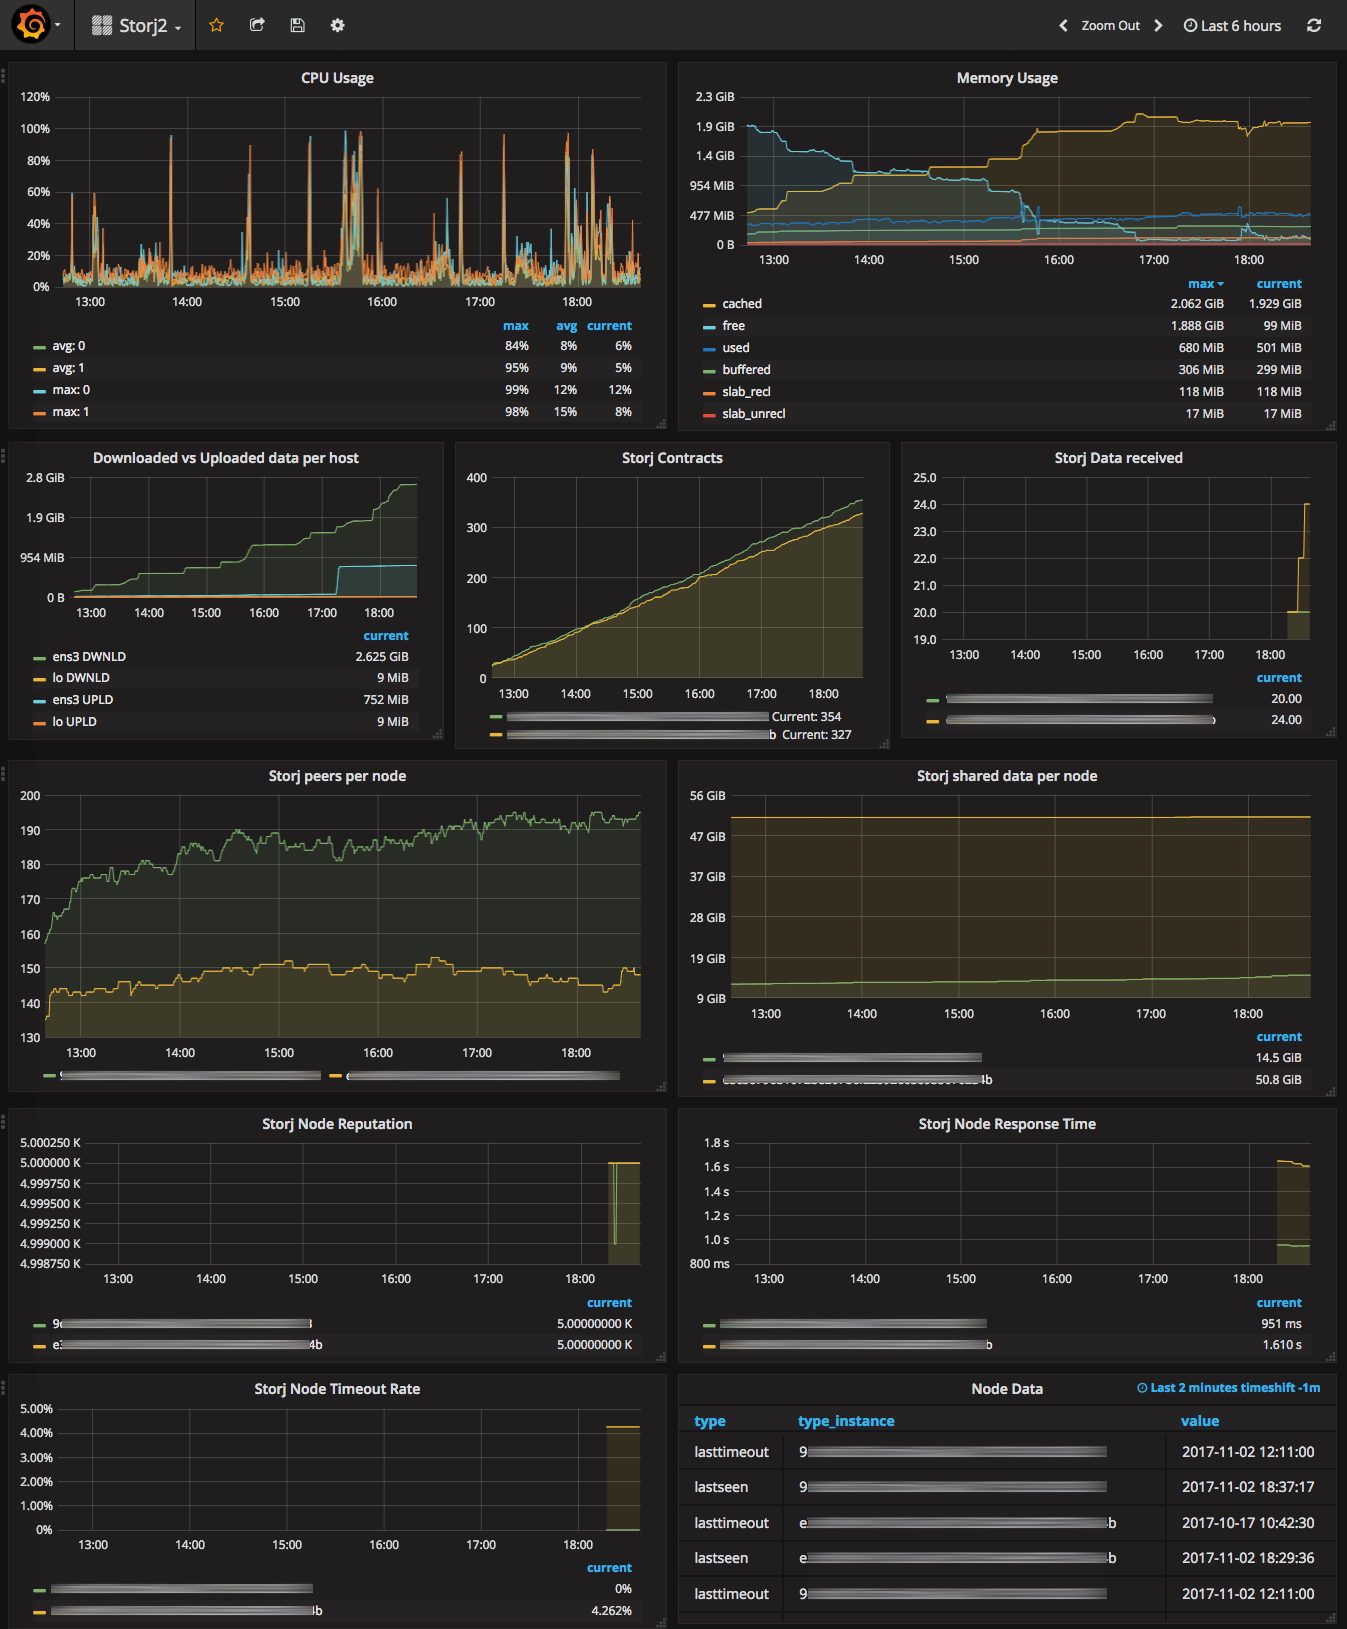 Storj2
Zoom Out
Last 6 hours
CPU Usage
120%
100%
80%
60%
40%
20%
0%
13:00 14:00 15:00 16:00 17:00 18:00
max avg current
avg: 0 84% 8% 6%
avg: 1 95% 9% 5%
max: 0 99% 12% 12%
max: 1 98% 15% 8%
Memory Usage
2.3 GiB
1.9 GiB
1.4 GiB
954 MiB
477 MiB
0 B
13:00 14:00 15:00 16:00 17:00 18:00
max current
cached 2.062 GiB 1.929 GiB
free 1.888 GiB 99 MiB
used 680 MiB 501 MiB
buffered 306 MiB 299 MiB
slab_recl 118 MiB 118 MiB
slab_unrecl 17 MiB 17 MiB
Downloaded vs Uploaded data per host
2.8 GiB
1.9 GiB
954 MiB
0 B
13:00 14:00 15:00 16:00 17:00 18:00
current
ens3 DWNLD 2.625 GiB
lo DWNLD 9 MiB
ens3 UPLD 752 MiB
lo UPLD 9 MiB
Storj Contracts
400
300
200
100
0
13:00 14:00 15:00 16:00 17:00 18:00
Current: 354
b Current: 327
Storj Data received
25.0
24.0
23.0
22.0
21.0
20.0
19.0
13:00 14:00 15:00 16:00 17:00 18:00
current
20.00
24.00
Storj peers per node
200
190
180
170
160
150
140
130
13:00 14:00 15:00 16:00 17:00 18:00
Storj shared data per node
56 GiB
47 GiB
37 GiB
28 GiB
19 GiB
9 GiB
13:00 14:00 15:00 16:00 17:00 18:00
current
14.5 GiB
4b 50.8 GiB
Storj Node Reputation
5.000250 K
5.000000 K
4.999750 K
4.999500 K
4.999250 K
4.999000 K
4.998750 K
13:00 14:00 15:00 16:00 17:00 18:00
current
5.00000000 K
4b 5.00000000 K
Storj Node Response Time
1.8 s
1.6 s
1.4 s
1.2 s
1.0 s
800 ms
13:00 14:00 15:00 16:00 17:00 18:00
current
951 ms
b 1.610 s
Storj Node Timeout Rate
5.00%
4.00%
3.00%
2.00%
1.00%
0%
13:00 14:00 15:00 16:00 17:00 18:00
current
0%
4b 4.262%
Node Data
Last 2 minutes timeshift -1m
type type_instance value
lasttimeout 9 2017-11-02 12:11:00
lastseen 9 2017-11-02 18:37:17
lasttimeout e b 2017-10-17 10:42:30
lastseen e b 2017-11-02 18:29:36
lasttimeout 9 2017-11-02 12:11:00